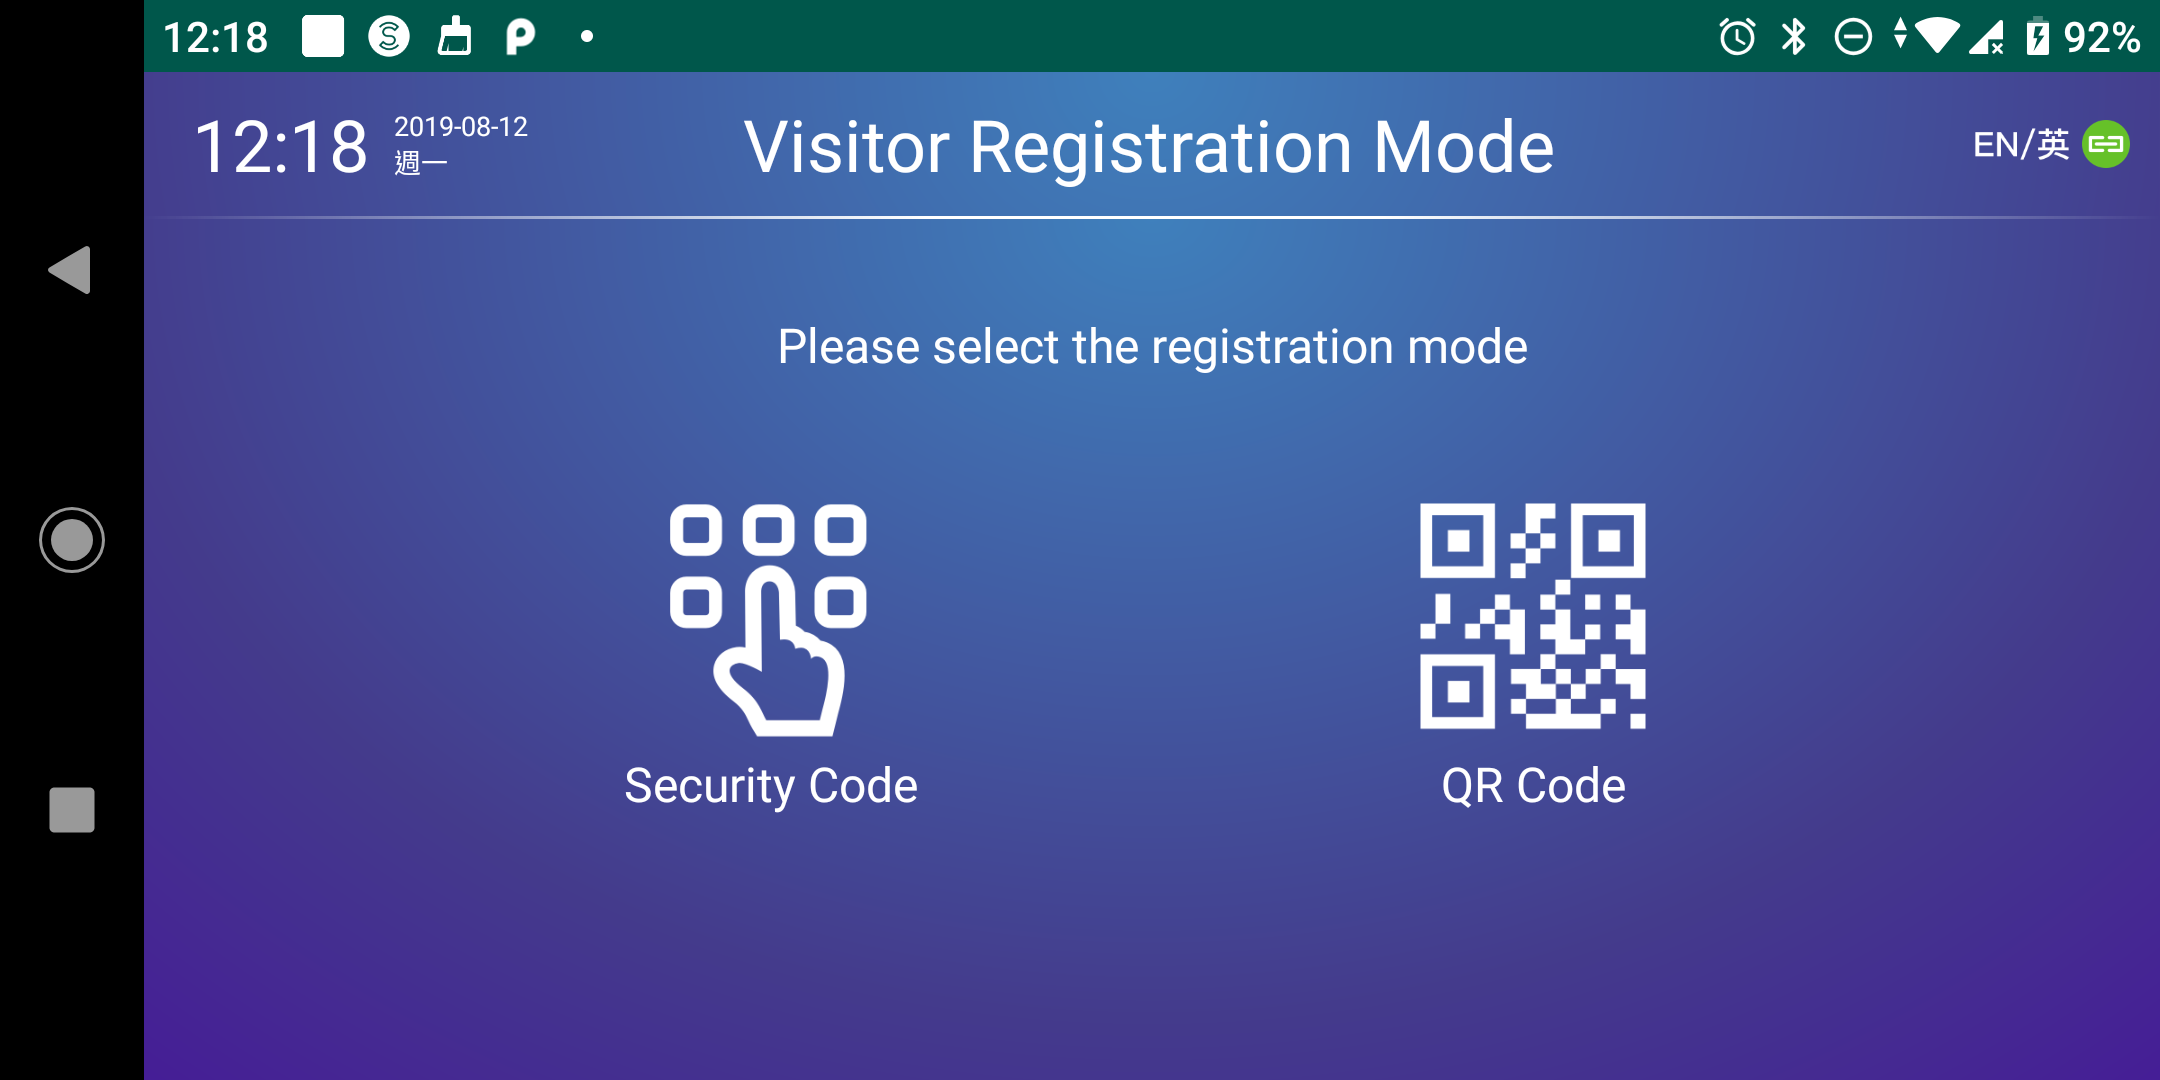 12:18 92%
12:18 2019-08-12 Visitor Registration Mode EN/英
週一
Please select the registration mode
Security Code QR Code